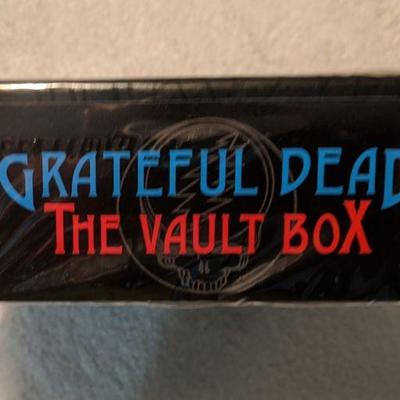 GRATEFUL DEAD
THE VAULT BOX